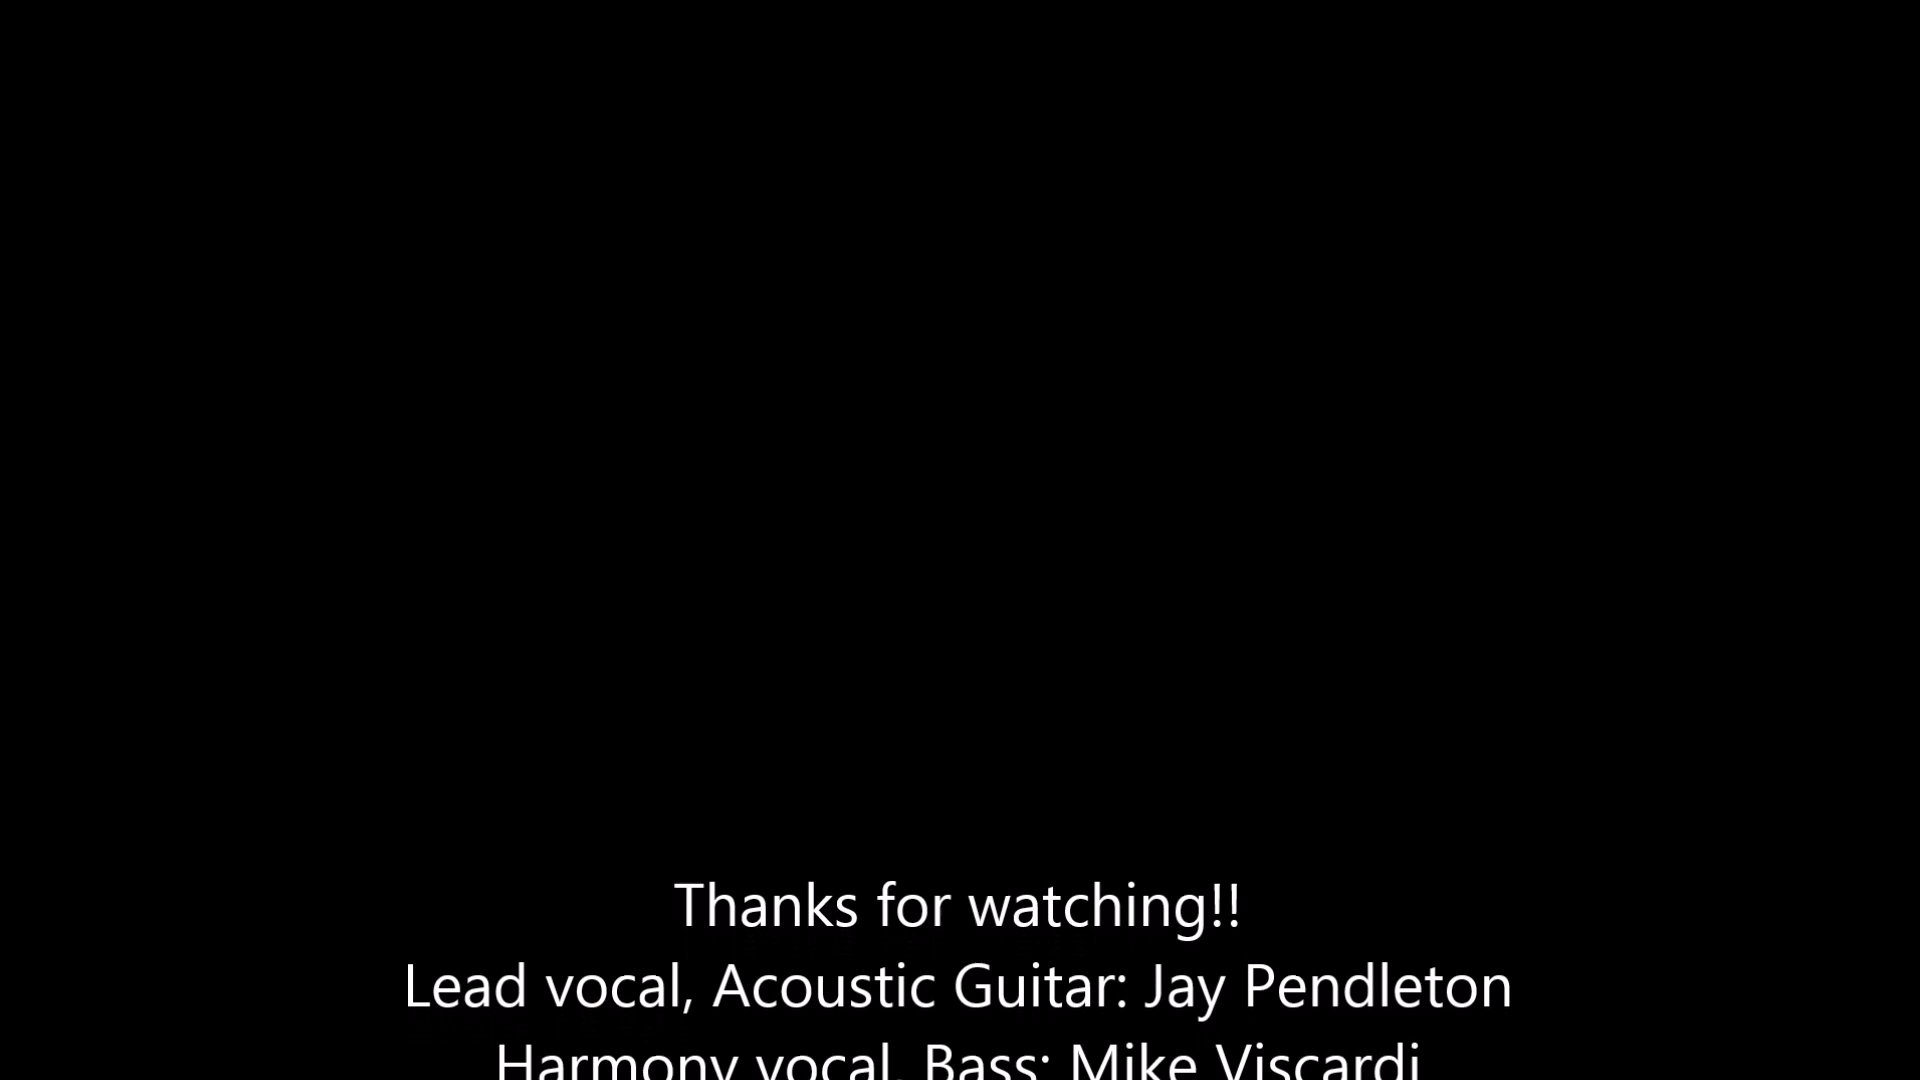 Thanks for watching!!
Lead vocal, Acoustic Guitar: Jay Pendleton
Harmony vocal, Bass: Mike Viscardi